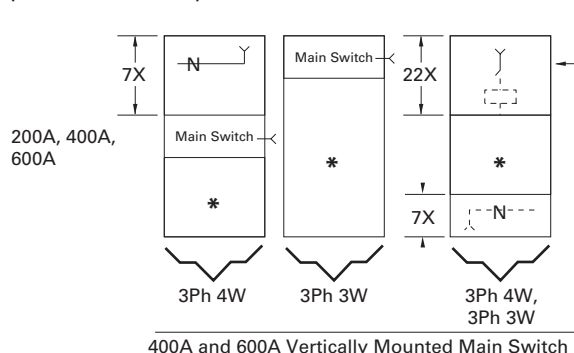 7X
N
Main Switch
22X
200A, 400A,
600A
Main Switch
*
*
*
7X
N
3Ph 4W
3Ph 3W
3Ph 4W,
3Ph 3W
400A and 600A Vertically Mounted Main Switch